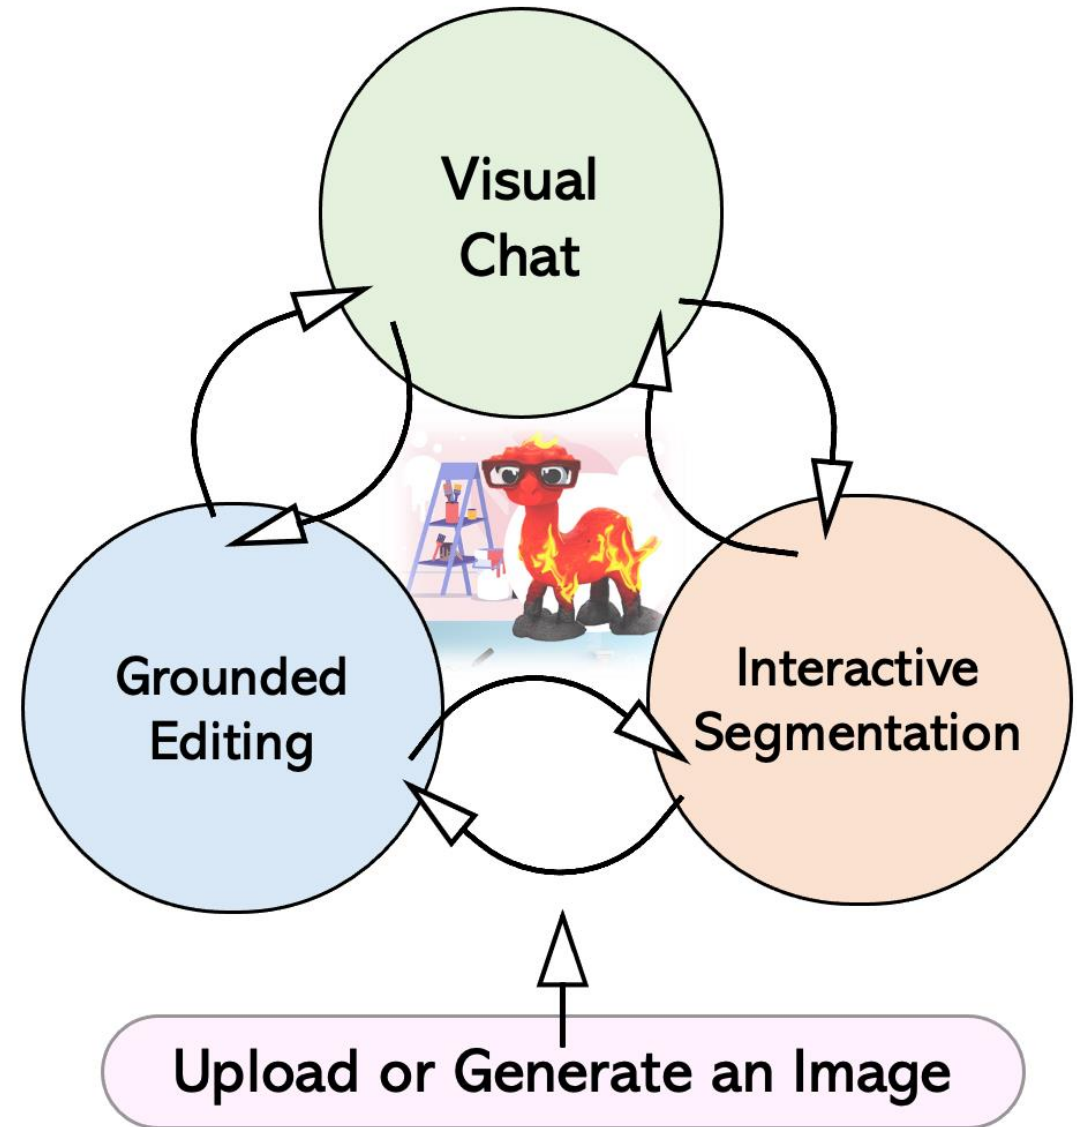 Visual
Chat
Grounded
Editing
Interactive
Segmentation
Upload or Generate an Image